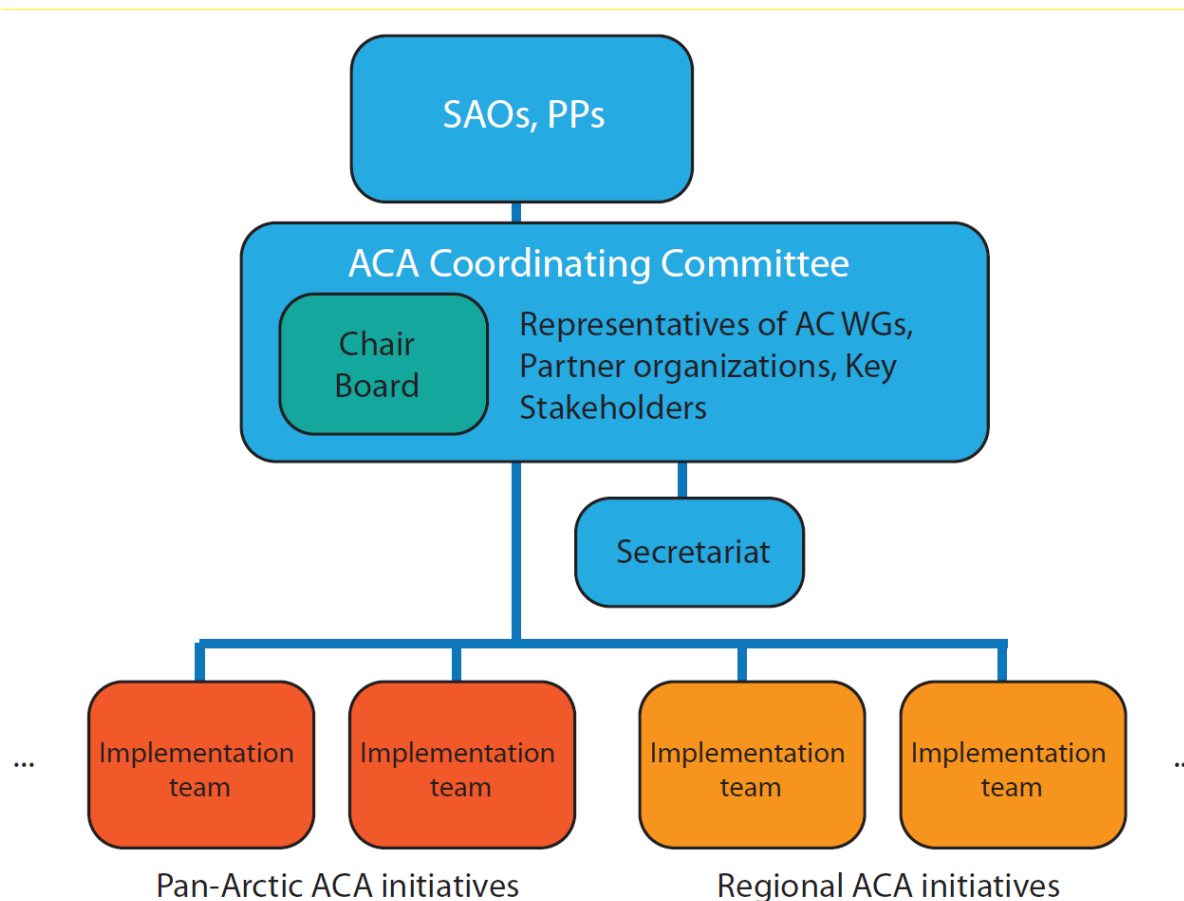 SAOs, PPs
ACA Coordinating Committee
Chair
Board
Representatives of AC WGs,
Partner organizations, Key
Stakeholders
Secretariat
...
Implementation
team
Implementation
team
Implementation
team
Implementation
team
..
Pan-Arctic ACA initiatives
Regional ACA initiatives